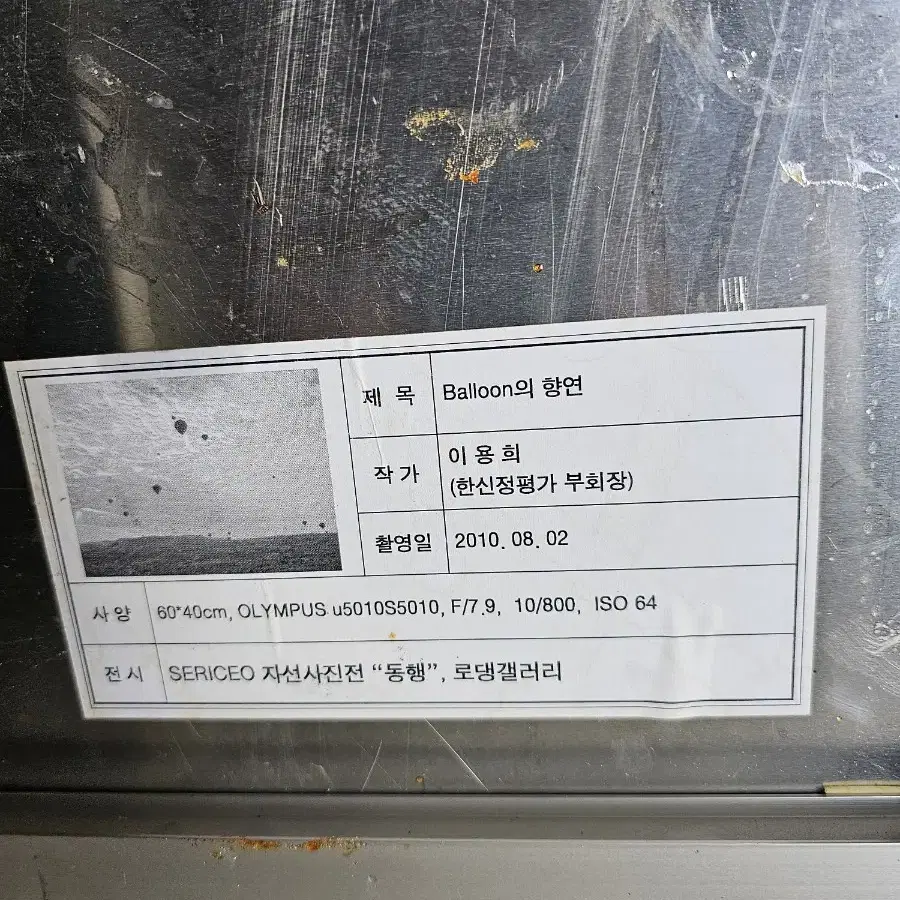 제 목 Balloon의 향연
작 가 이 용 희
(한신정평가 부회장)
촬영일 2010. 08. 02
사 양 60*40cm, OLYMPUS u5010S5010, F/7.9, 10/800, ISO 64
전 시 SERICEO 자선사진전 “동행”, 로댕갤러리